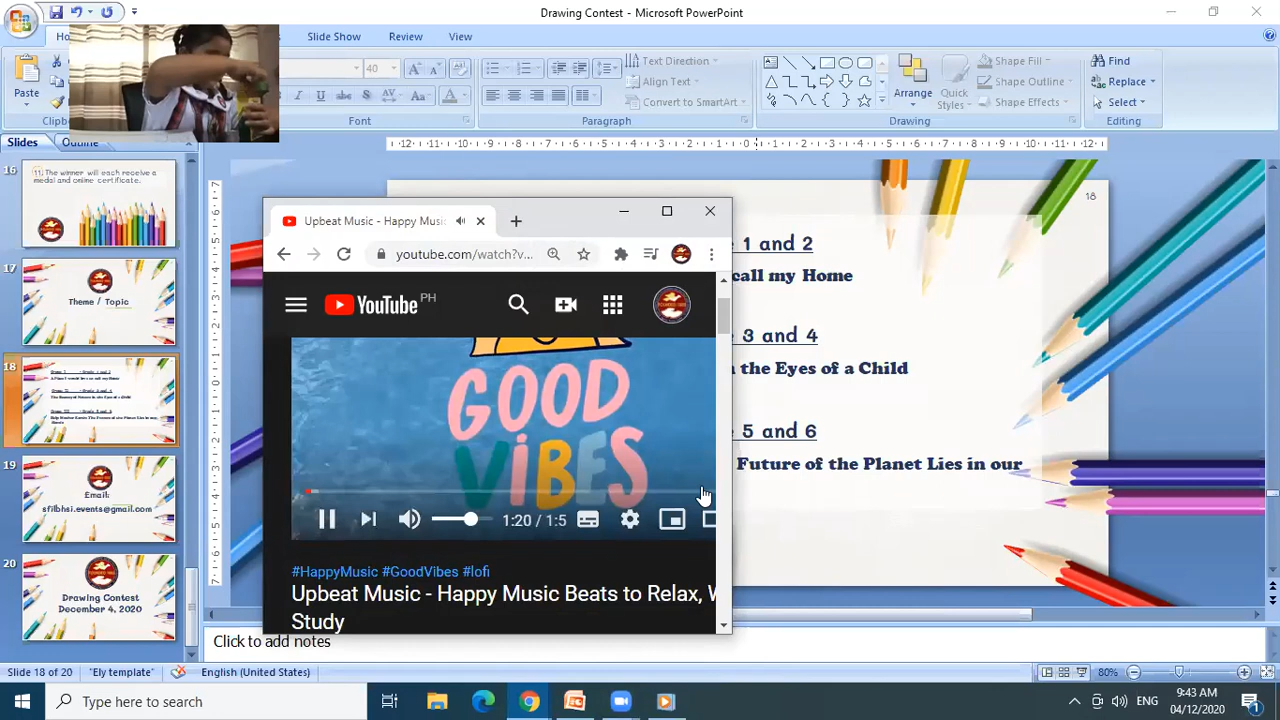 Drawing Contest - Microsoft PowerPoint
Slide Show
Review
View
Paste
40
Text Direction
Align Text
Convert to SmartArt
Arrange
Quick Styles
Shape Fill
Shape Outline
Shape Effects
Find
Replace
Select
Font
Paragraph
Drawing
Editing
Slides
Outline
16
11. The winner will each receive a
medal and online certificate.
17
Theme / Topic
18
19
Email:
sfilbhsi.events@gmail.com
20
Drawing Contest
December 4, 2020
18
1 and 2
call my Home
3 and 4
the Eyes of a Child
5 and 6
Future of the Planet Lies in our
Upbeat Music - Happy Music
youtube.com/watch?v...
YouTube PH
GOOD
VIBES
1:20 / 1:5
#HappyMusic #GoodVibes #lofi
Upbeat Music - Happy Music Beats to Relax, W
Study
Click to add notes
Slide 18 of 20
"Ely template"
English (United States)
80%
Type here to search
ENG
9:43 AM
04/12/2020